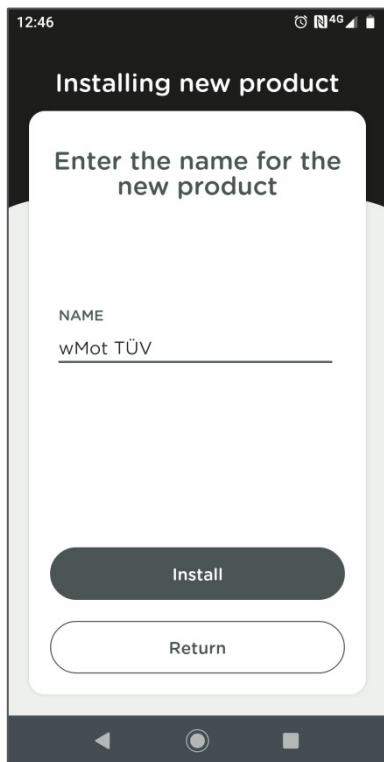 12:46
4G
Installing new product
Enter the name for the
new product
NAME
wMot TÜV
Install
Return